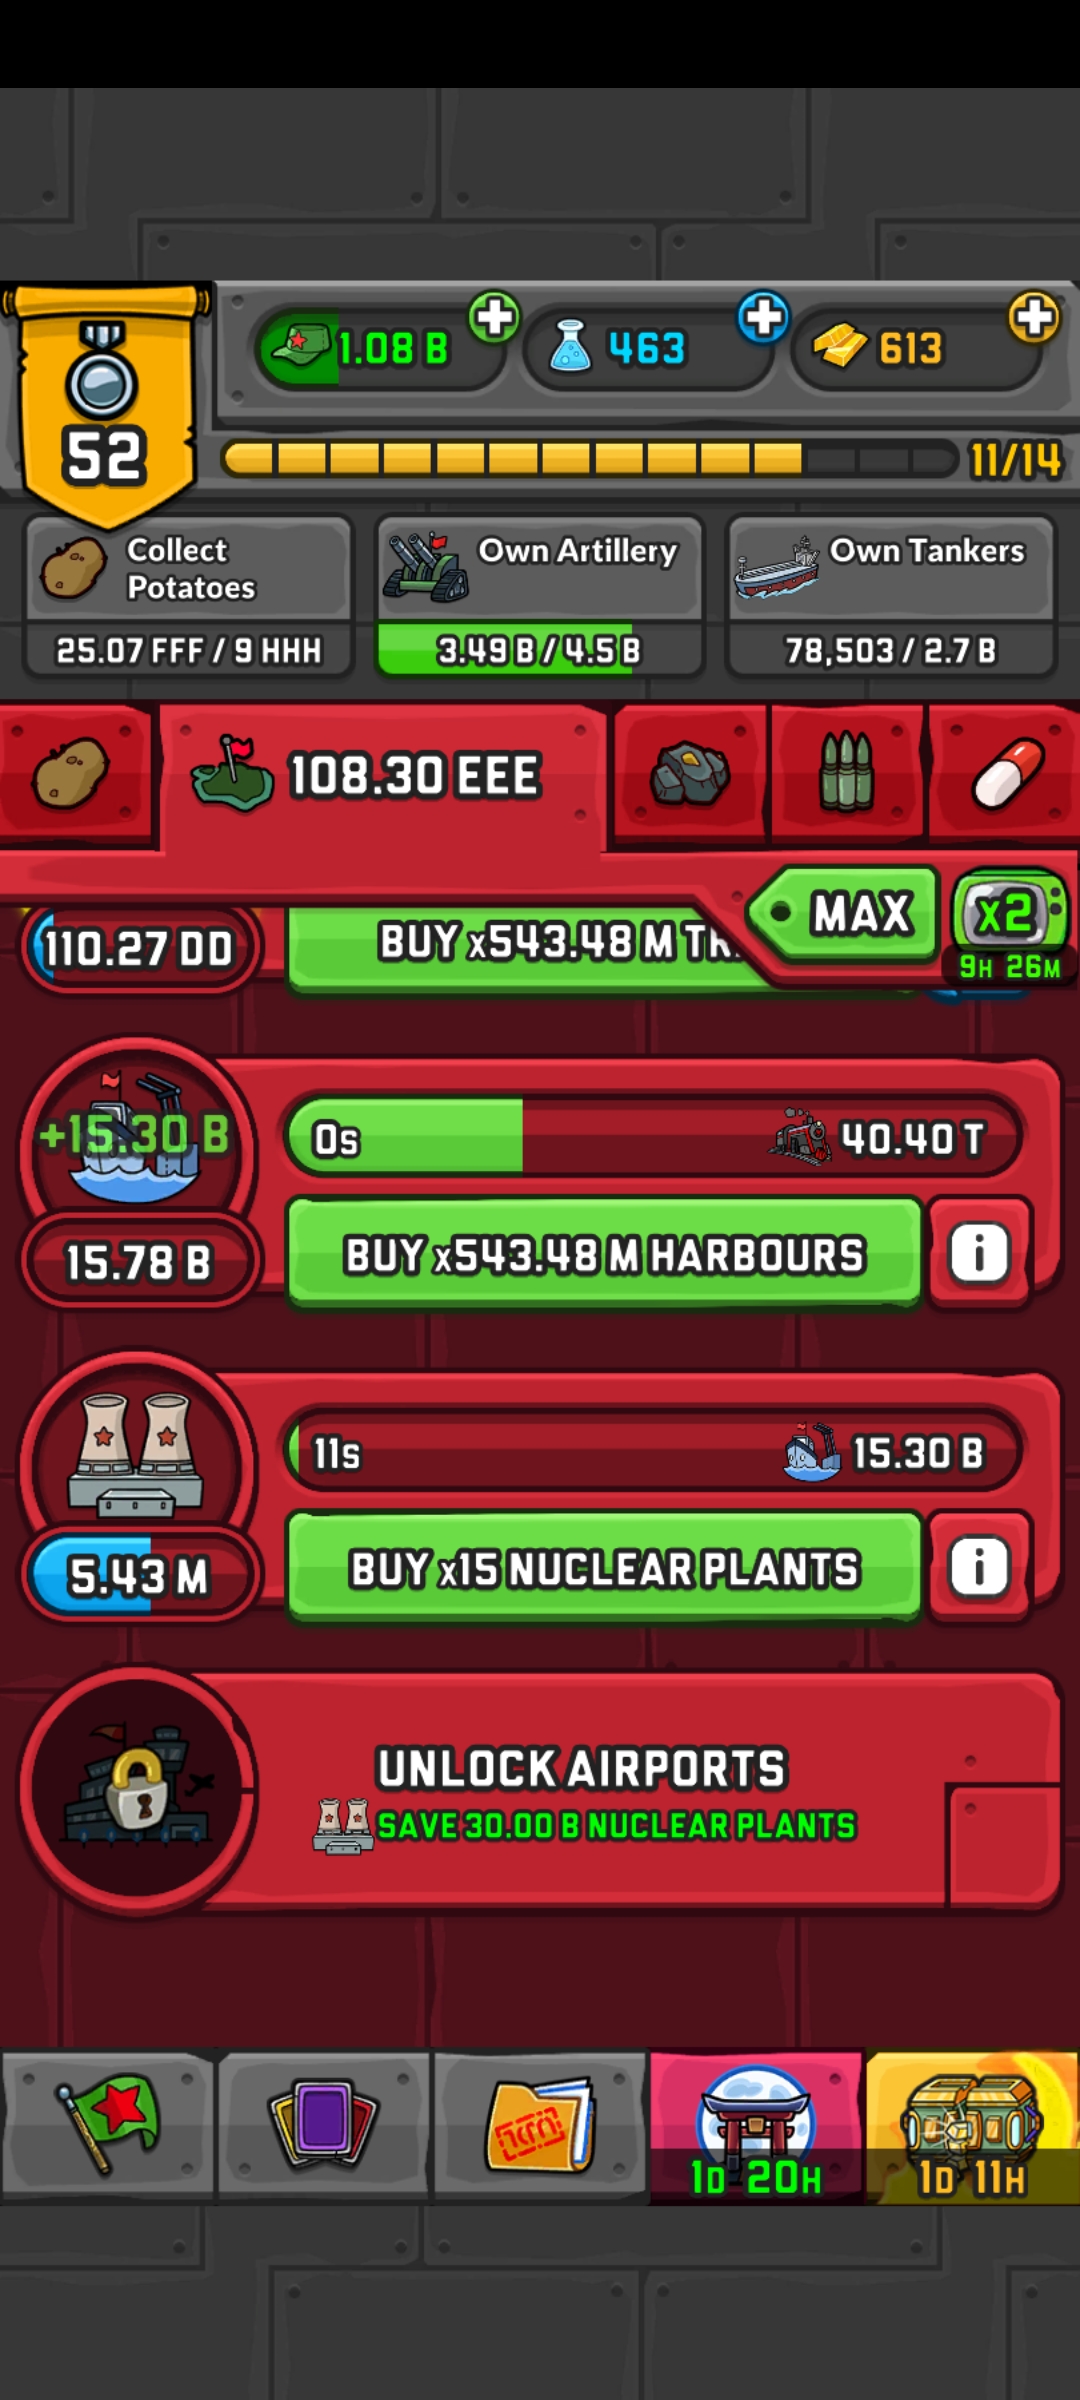 1.08 B
463
613
52
11/14
Collect
Potatoes
25.07 FFF / 9 HHH
Own Artillery
3.49 B / 4.5 B
Own Tankers
78,503 / 2.7 B
108.30 EEE
MAX
x2
9H 26M
110.27 DD
BUY x543.48 M TR
+15.30 B
0s
40.40 T
15.78 B
BUY x543.48 M HARBOURS
i
11s
15.30 B
5.43 M
BUY x15 NUCLEAR PLANTS
i
UNLOCK AIRPORTS
SAVE 30.00 B NUCLEAR PLANTS
1D 20H
1D 11H